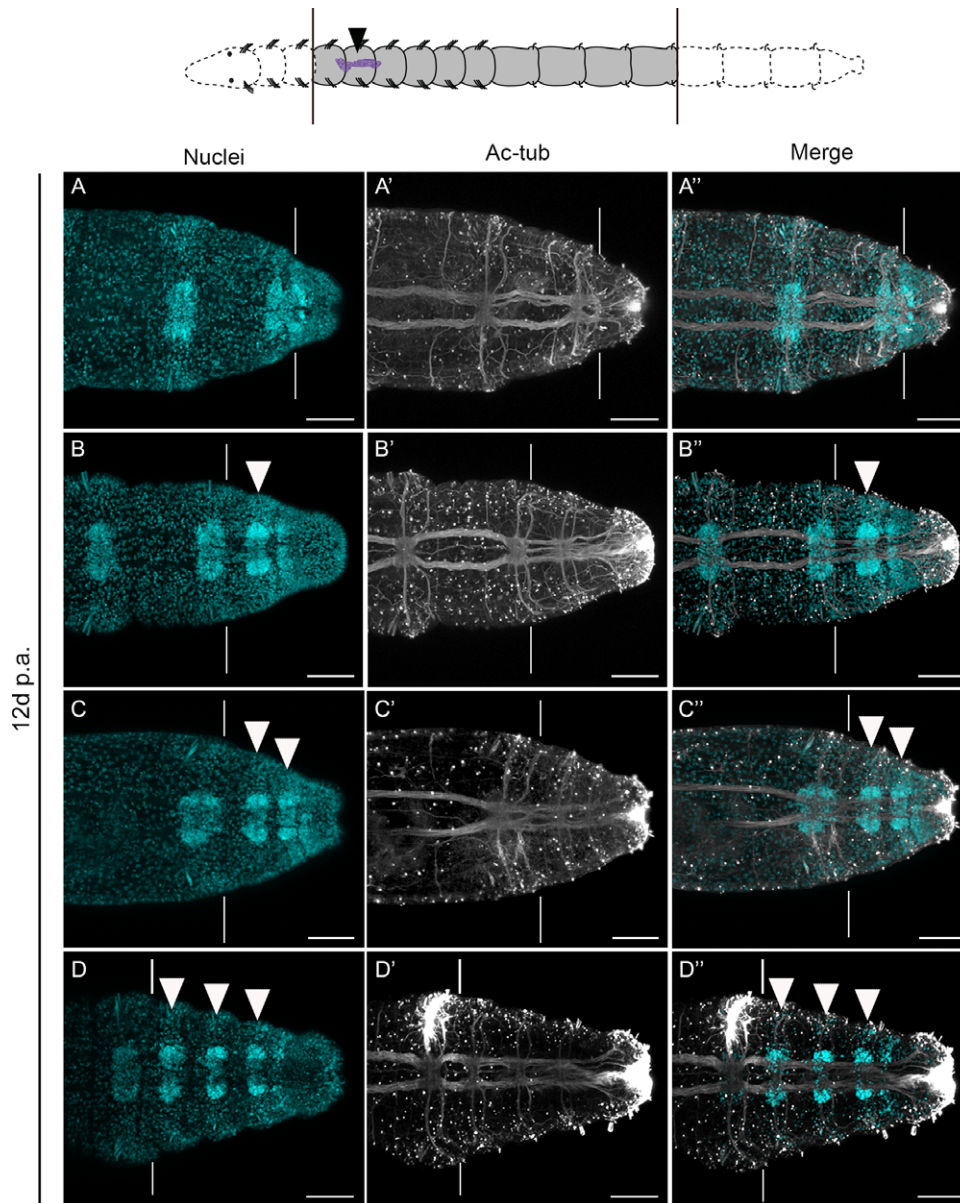 Nuclei Ac-tub Merge
12d p.a.
A A' A''
B B' B''
C C' C''
D D' D''